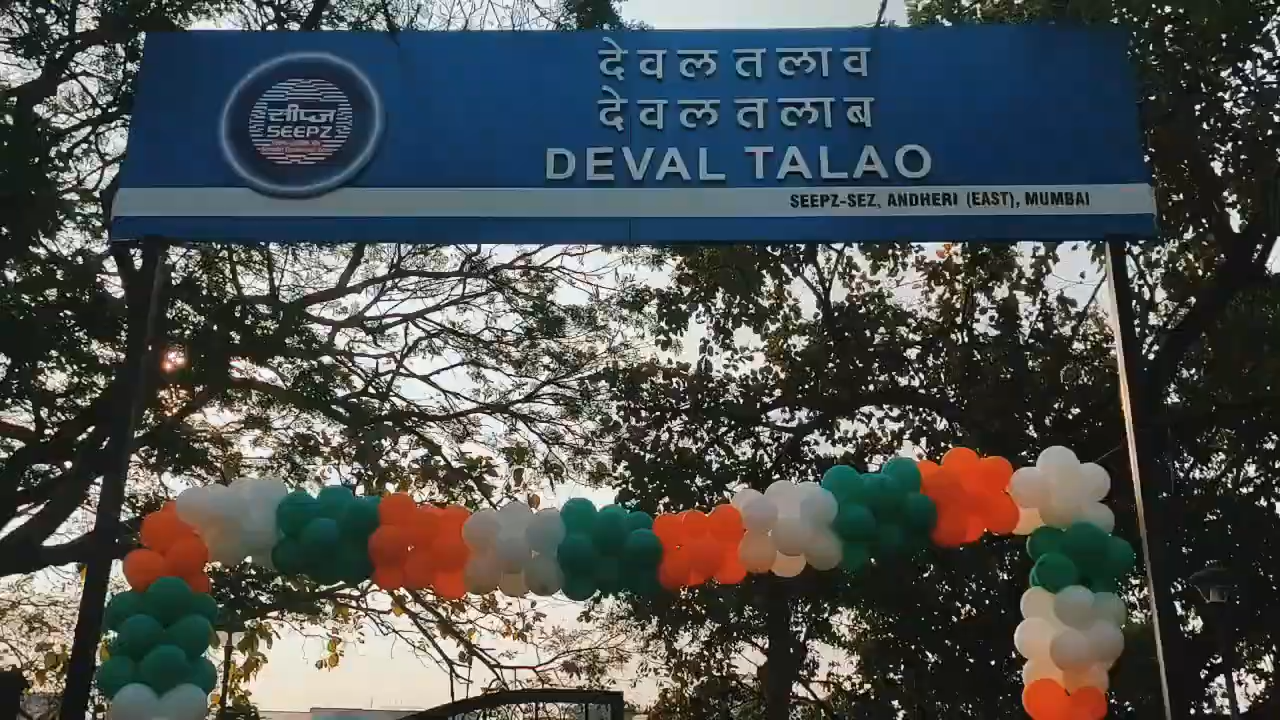 देवल तलाव
देवल तलाब
DEVAL TALAO
सीप्ज़
SEEPZ
SEEPZ-SEZ, ANDHERI (EAST), MUMBAI